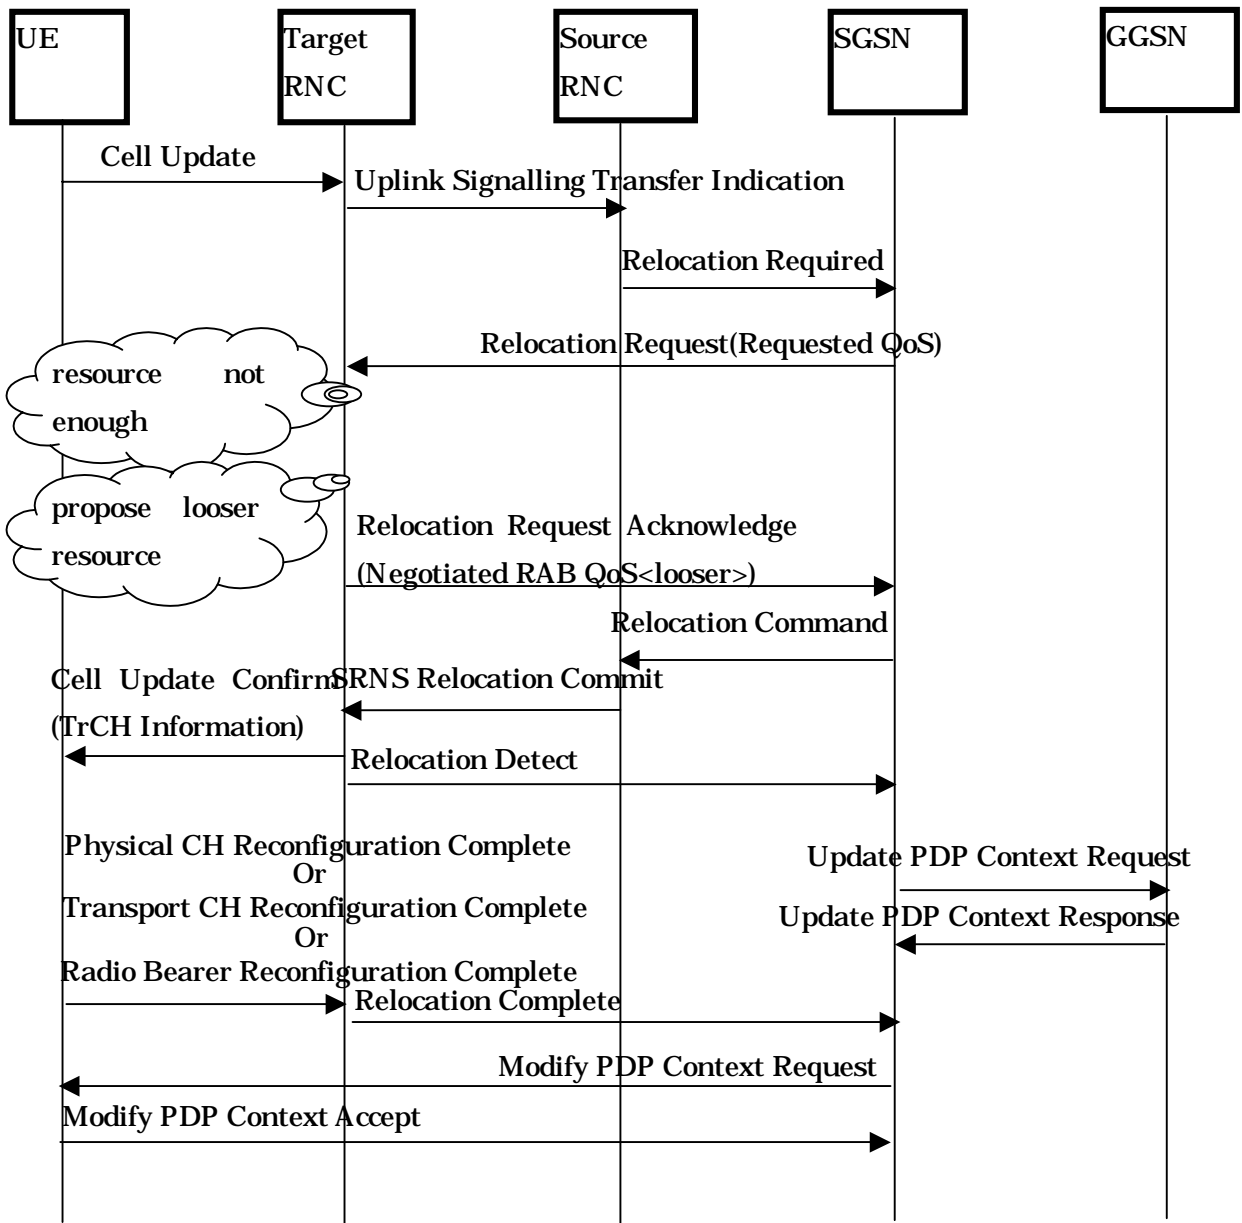 UE
Target
RNC
Source
RNC
SGSN
GGSN
Cell Update
Uplink Signalling Transfer Indication
Relocation Required
Relocation Request(Requested QoS)
resource not
enough
propose looser
resource
Relocation Request Acknowledge
(Negotiated RAB QoS<looser>)
Relocation Command
Cell Update Confirm
(TrCH Information)
SRNS Relocation Commit
Relocation Detect
Physical CH Reconfiguration Complete
Or
Transport CH Reconfiguration Complete
Or
Radio Bearer Reconfiguration Complete
Update PDP Context Request
Update PDP Context Response
Relocation Complete
Modify PDP Context Request
Modify PDP Context Accept